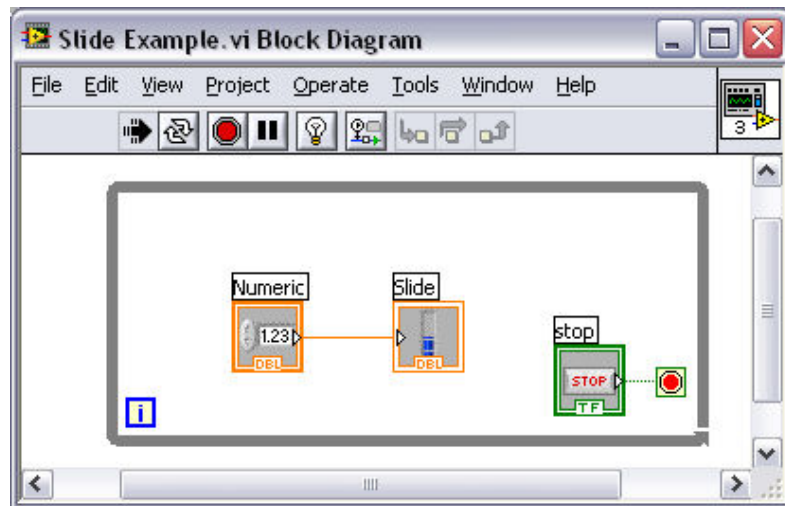 Slide Example.vi Block Diagram
File Edit View Project Operate Tools Window Help
3
Numeric
Slide
1.23
DBL
DBL
stop
STOP
TF
i